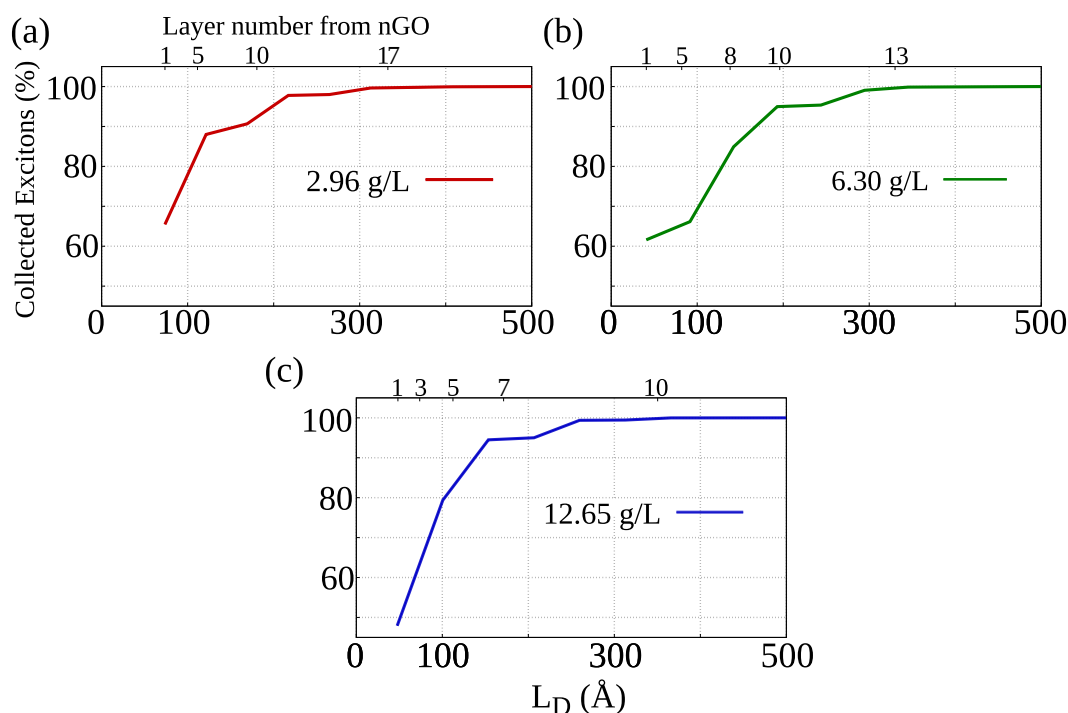 (a)
Layer number from nGO
1 5 10 17
Collected Excitons (%)
100
80
60
2.96 g/L
0 100 300 500
(b)
1 5 8 10 13
100
80
60
6.30 g/L
0 100 300 500
(c)
1 3 5 7 10
100
80
60
12.65 g/L
0 100 300 500
L_D (Å)